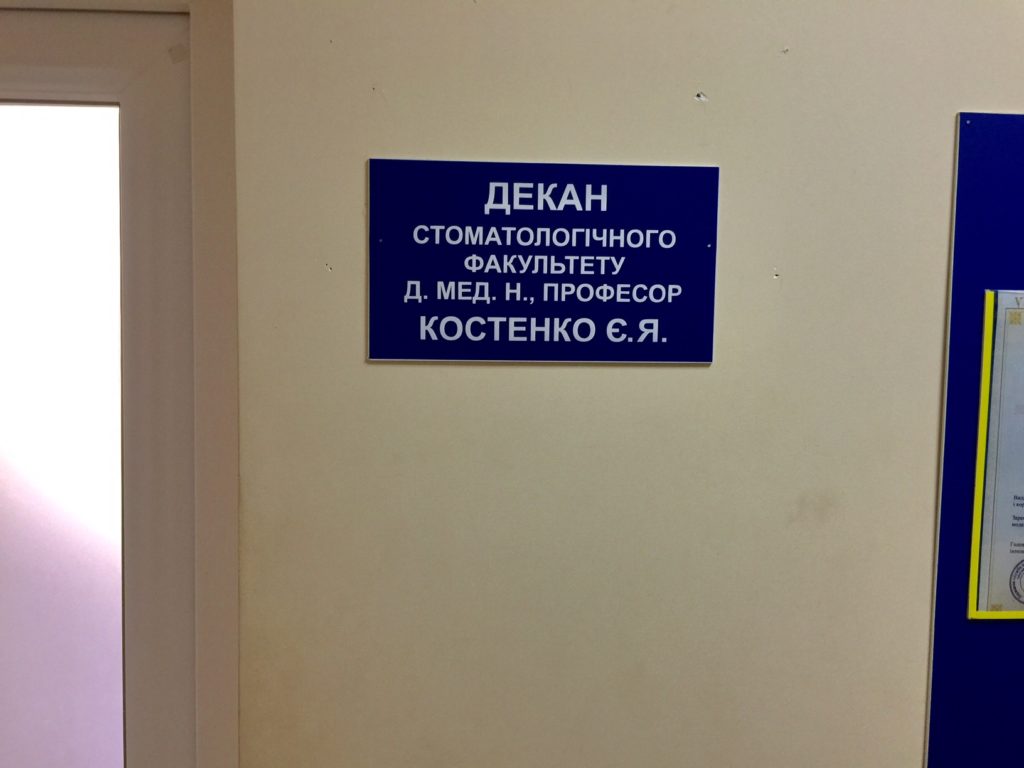 ДЕКАН
СТОМАТОЛОГІЧНОГО
ФАКУЛЬТЕТУ
Д. МЕД. Н., ПРОФЕСОР
КОСТЕНКО Є.Я.